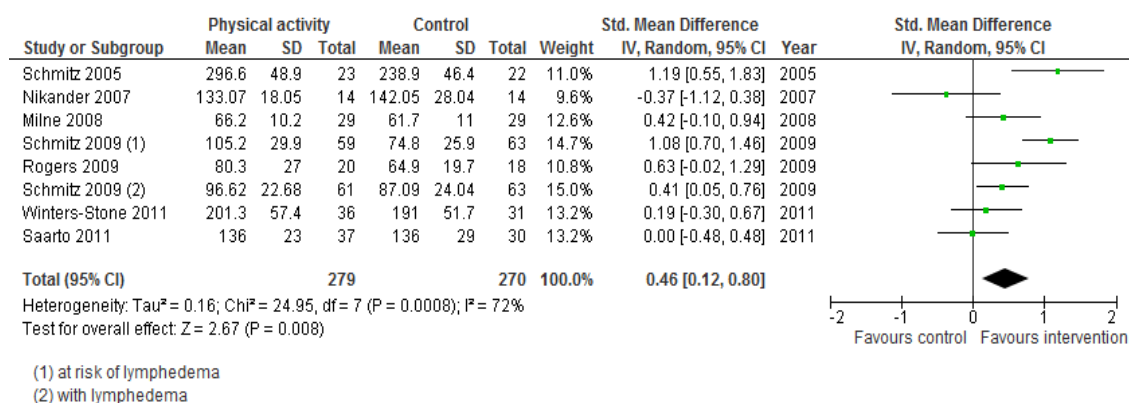 Physical activity Control Std. Mean Difference Std. Mean Difference
Study or Subgroup Mean SD Total Mean SD Total Weight IV, Random, 95% CI Year IV, Random, 95% CI
Schmitz 2005 296.6 48.9 23 238.9 46.4 22 11.0% 1.19 [0.55, 1.83] 2005
Nikander 2007 133.07 18.05 14 142.05 28.04 14 9.6% -0.37 [-1.12, 0.38] 2007
Milne 2008 66.2 10.2 29 61.7 11 29 12.6% 0.42 [-0.10, 0.94] 2008
Schmitz 2009 (1) 105.2 29.9 59 74.8 25.9 63 14.7% 1.08 [0.70, 1.46] 2009
Rogers 2009 80.3 27 20 64.9 19.7 18 10.8% 0.63 [-0.02, 1.29] 2009
Schmitz 2009 (2) 96.62 22.68 61 87.09 24.04 63 15.0% 0.41 [0.05, 0.76] 2009
Winters-Stone 2011 201.3 57.4 36 191 51.7 31 13.2% 0.19 [-0.30, 0.67] 2011
Saarto 2011 136 23 37 136 29 30 13.2% 0.00 [-0.48, 0.48] 2011
Total (95% CI) 279 270 100.0% 0.46 [0.12, 0.80]
Heterogeneity: Tau² = 0.16; Chi² = 24.95, df = 7 (P = 0.0008); I² = 72%
Test for overall effect: Z = 2.67 (P = 0.008)
-2 -1 0 1 2
Favours control Favours intervention
(1) at risk of lymphedema
(2) with lymphedema